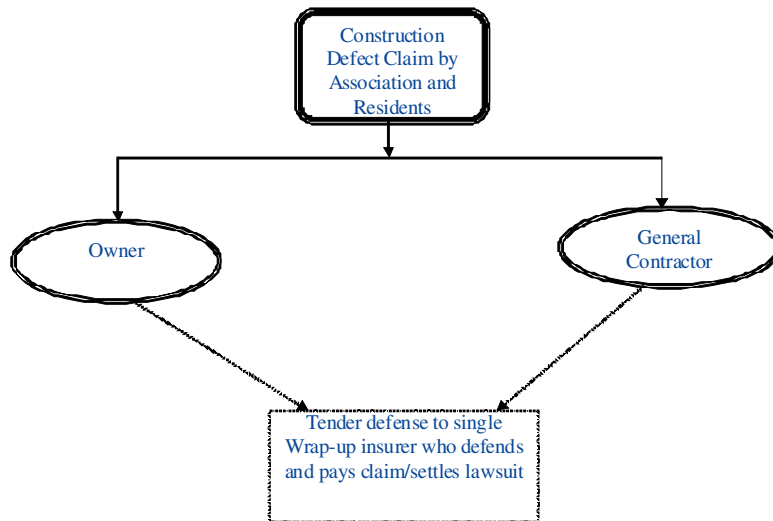 Construction
Defect Claim by
Association and
Residents
Owner
General
Contractor
Tender defense to single
Wrap-up insurer who defends
and pays claim/settles lawsuit